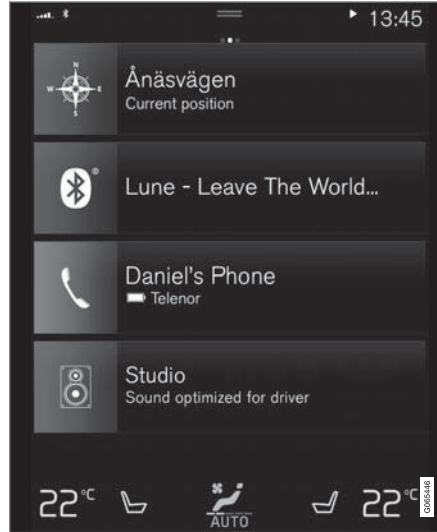 13:45
N
W E
S
Ånäsvägen
Current position
Lune - Leave The World...
Daniel's Phone
Telenor
Studio
Sound optimized for driver
22°C
AUTO
22°C
G065446